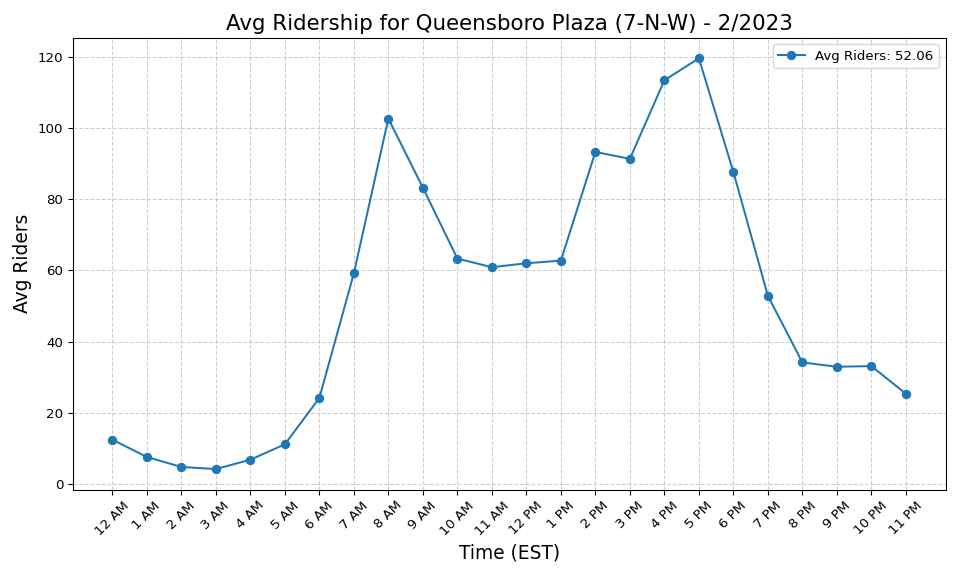 Avg Ridership for Queensboro Plaza (7-N-W) - 2/2023
Avg Riders: 52.06
120
100
80
60
40
20
0
Avg Riders
12 AM
1 AM
2 AM
3 AM
4 AM
5 AM
6 AM
7 AM
8 AM
9 AM
10 AM
11 AM
12 PM
1 PM
2 PM
3 PM
4 PM
5 PM
6 PM
7 PM
8 PM
9 PM
10 PM
11 PM
Time (EST)